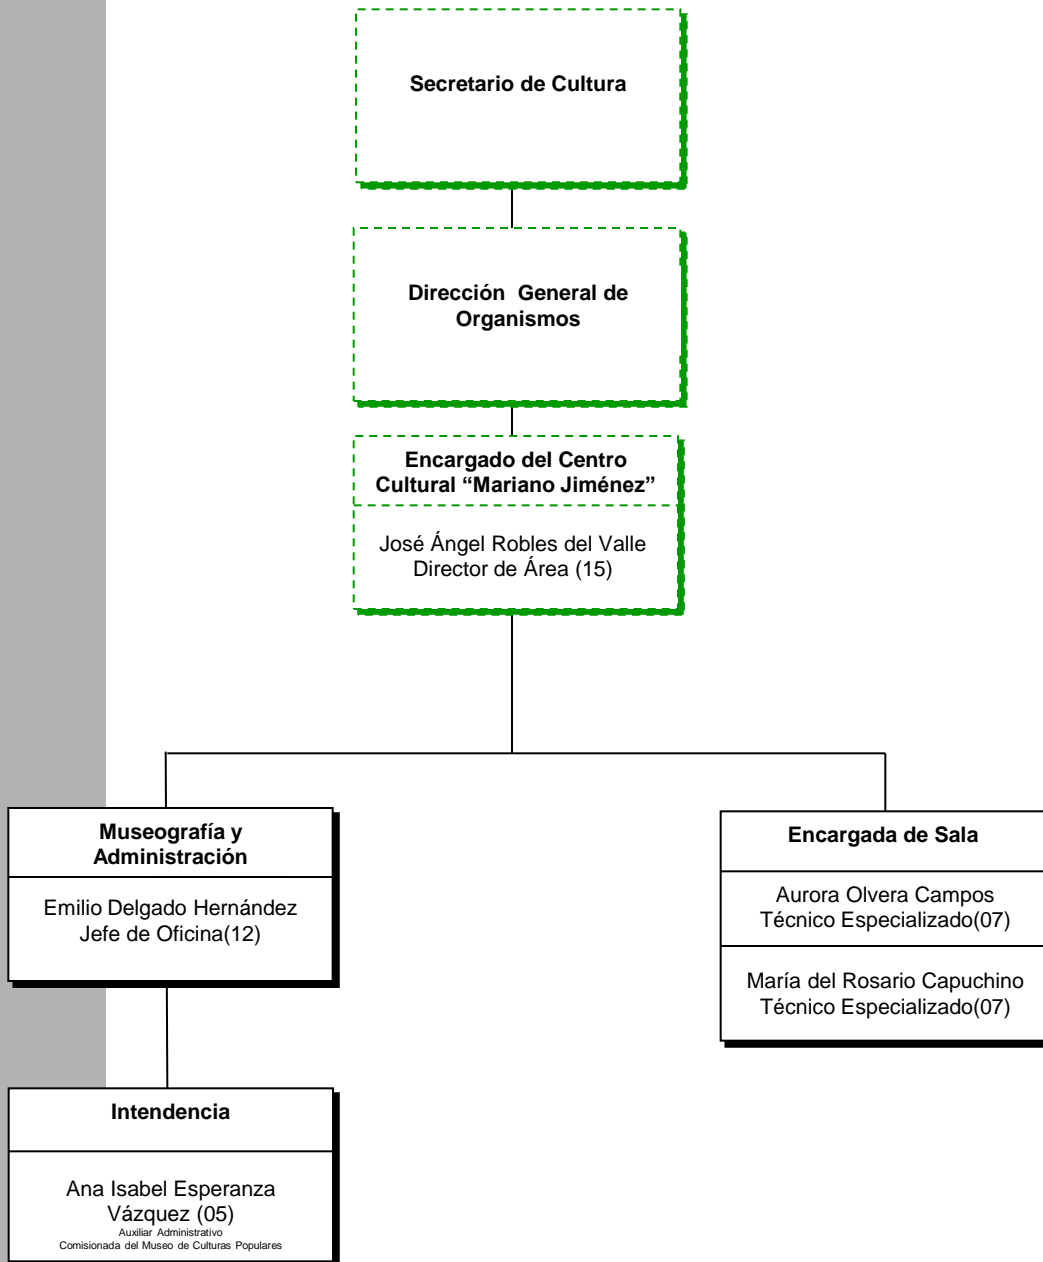 Secretario de Cultura
Dirección General de
Organismos
Encargado del Centro
Cultural “Mariano Jiménez”
José Ángel Robles del Valle
Director de Área (15)
Museografía y
Administración
Emilio Delgado Hernández
Jefe de Oficina(12)
Encargada de Sala
Aurora Olvera Campos
Técnico Especializado(07)
María del Rosario Capuchino
Técnico Especializado(07)
Intendencia
Ana Isabel Esperanza
Vázquez (05)
Auxiliar Administrativo
Comisionada del Museo de Culturas Populares